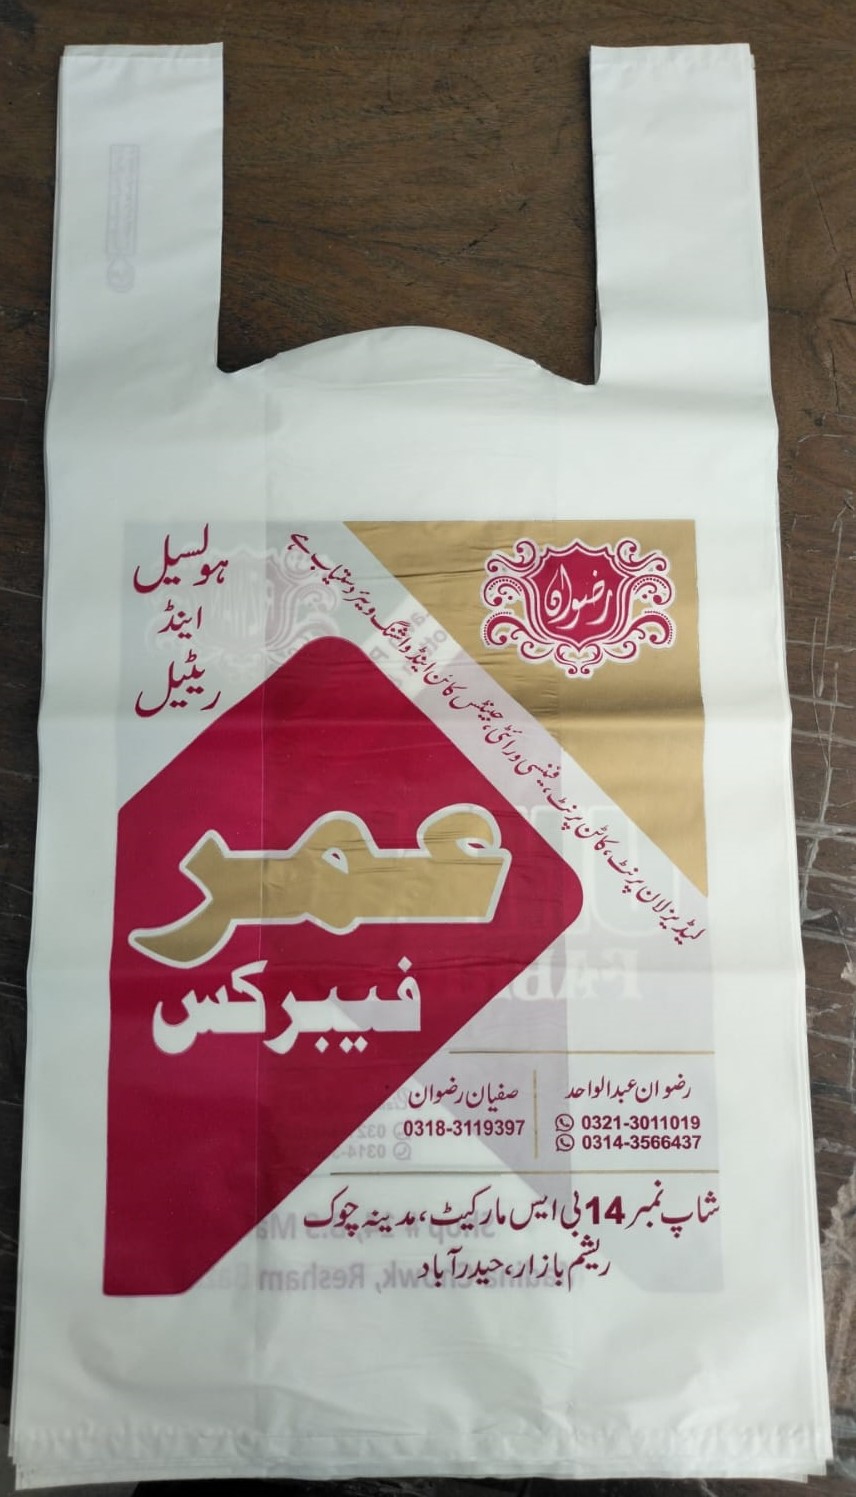 ہولسیل
اینڈ
ریٹیل
رضوان
لیڈیز لان پرنٹ، کاٹن پرنٹ، فینسی ورائٹی، جینٹس کاٹن اینڈ واشنگ ویئر دستیاب ہے
عمر
فیبرکس
رضوان عبدالواحد
0321-3011019
0314-3566437
صفیان رضوان
0318-3119397
شاپ نمبر 14 بی ایس مارکیٹ، مدینہ چوک
ریشم بازار، حیدرآباد